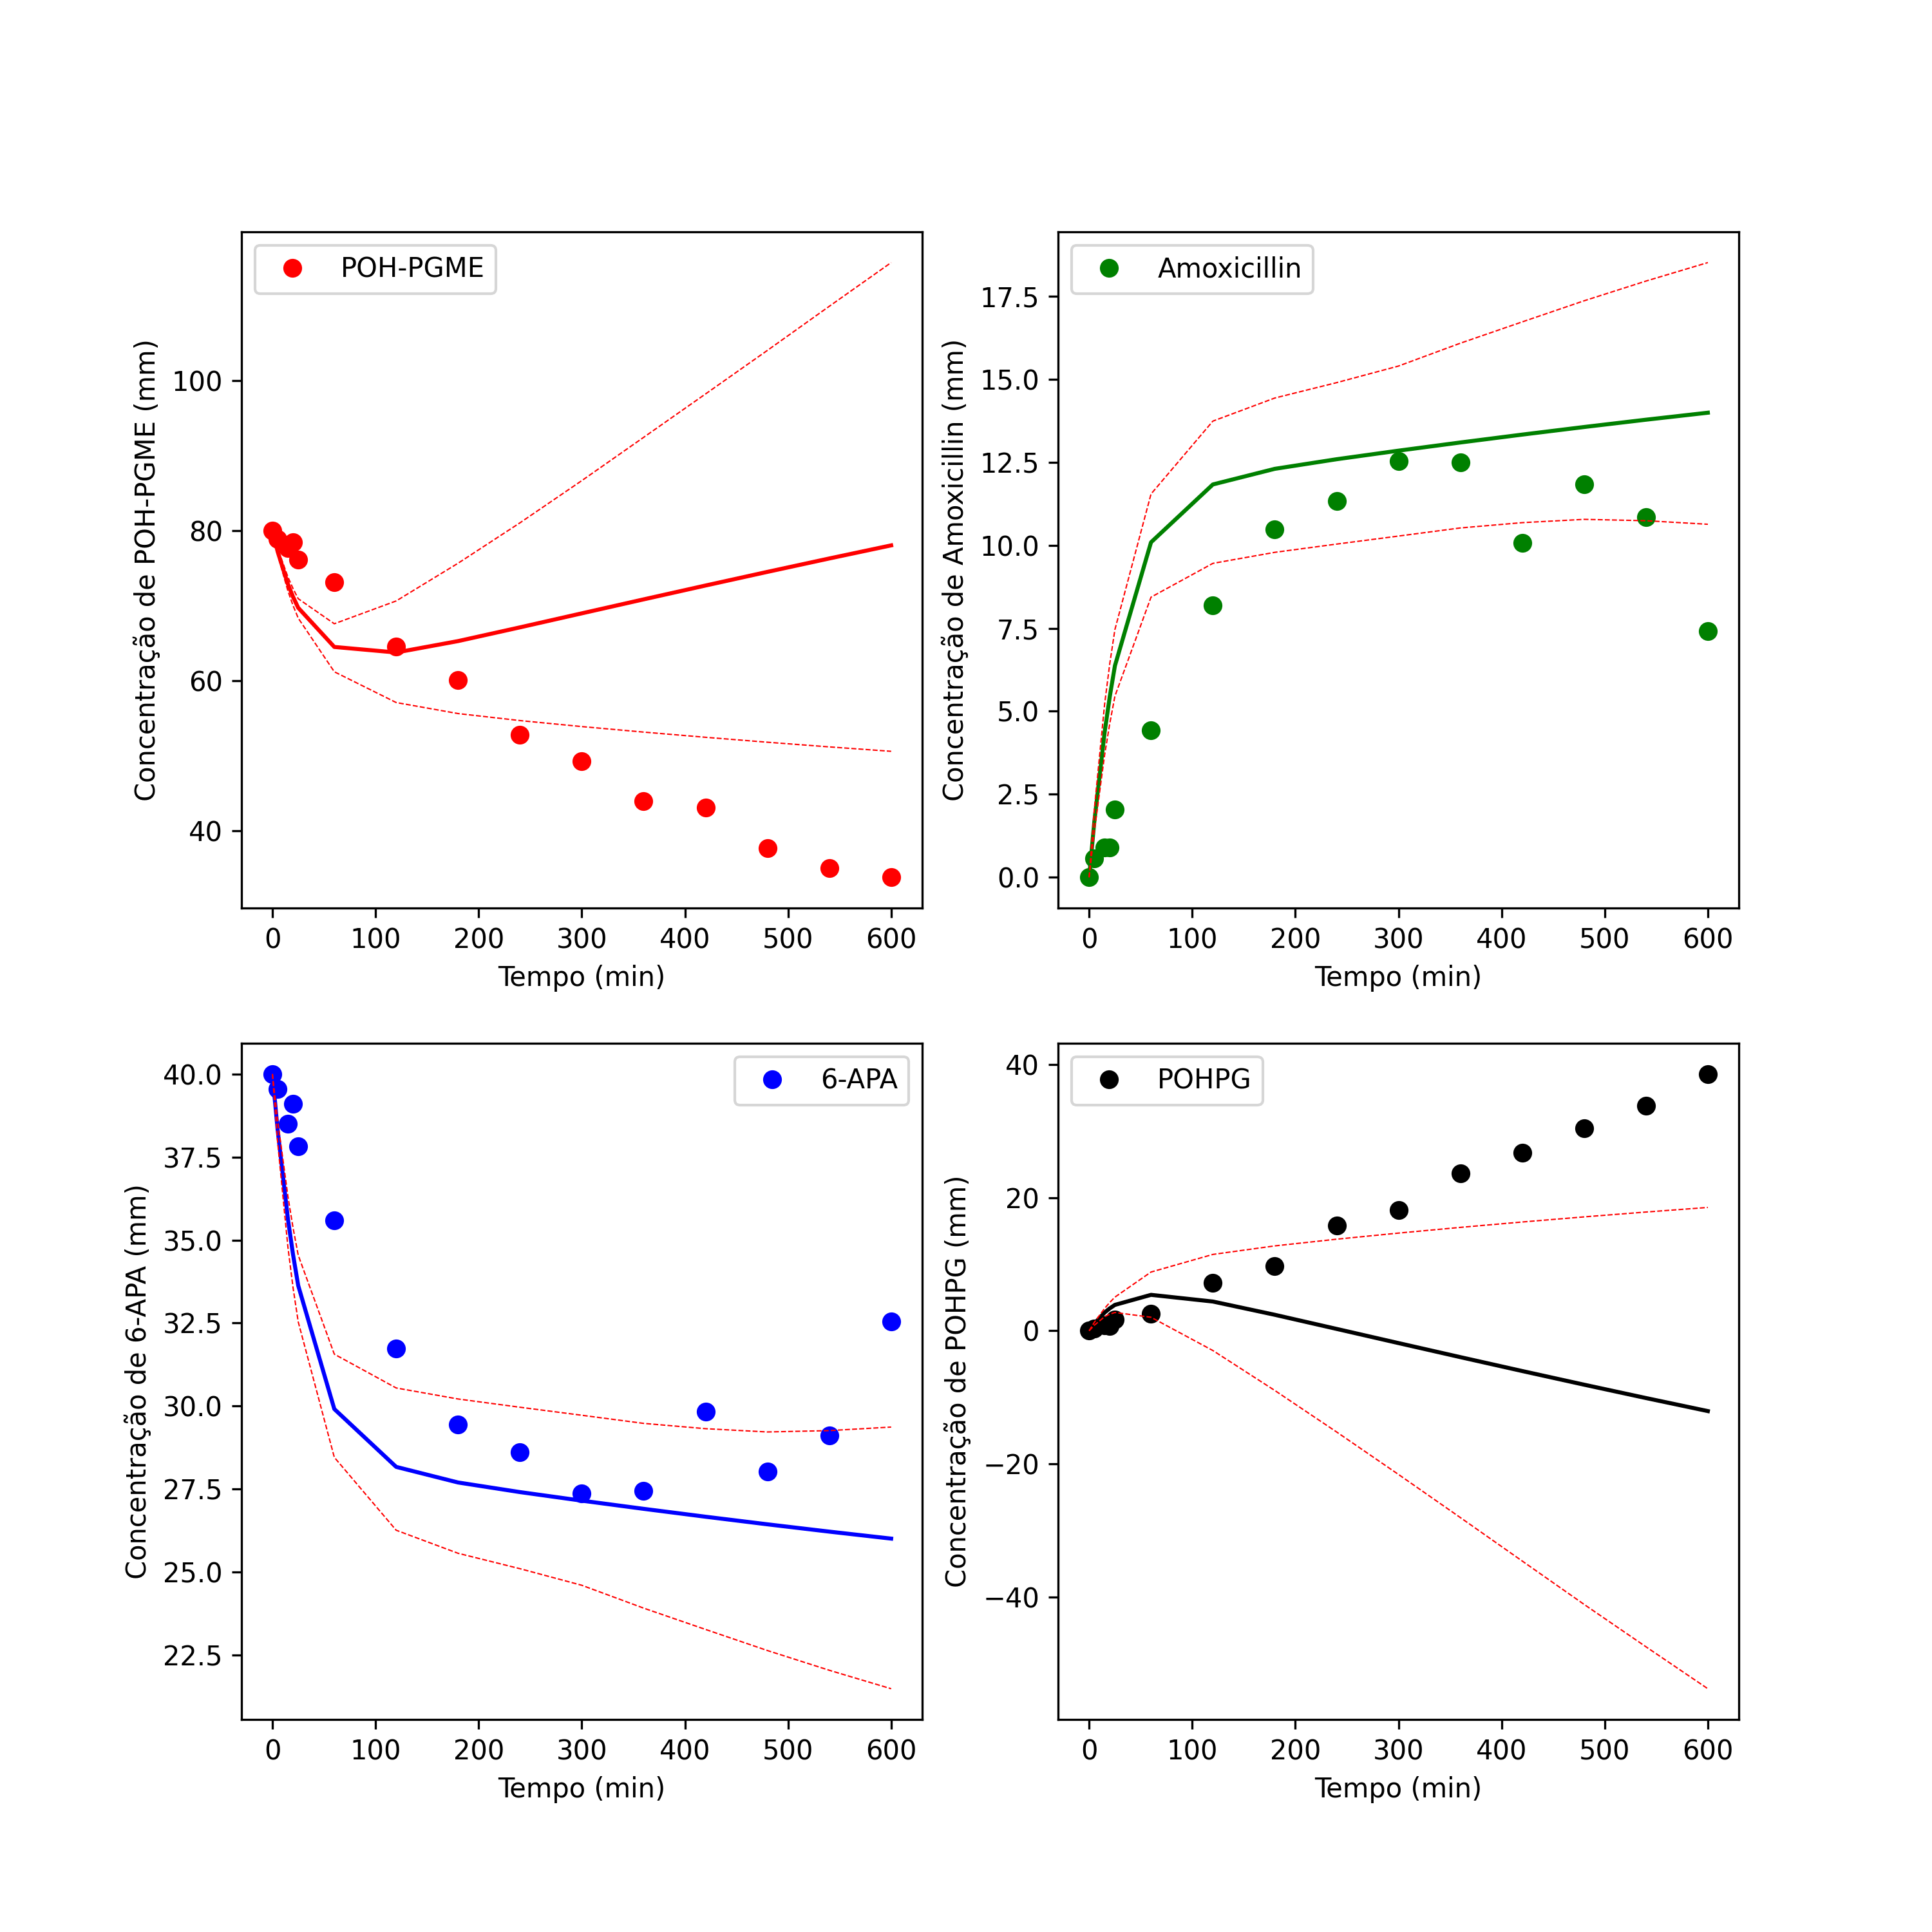 POH-PGME
Concentração de POH-PGME (mm)
100
80
60
40
0 100 200 300 400 500 600
Tempo (min)
Amoxicillin
Concentração de Amoxicillin (mm)
17.5
15.0
12.5
10.0
7.5
5.0
2.5
0.0
0 100 200 300 400 500 600
Tempo (min)
6-APA
Concentração de 6-APA (mm)
40.0
37.5
35.0
32.5
30.0
27.5
25.0
22.5
0 100 200 300 400 500 600
Tempo (min)
POHPG
Concentração de POHPG (mm)
40
20
0
−20
−40
0 100 200 300 400 500 600
Tempo (min)